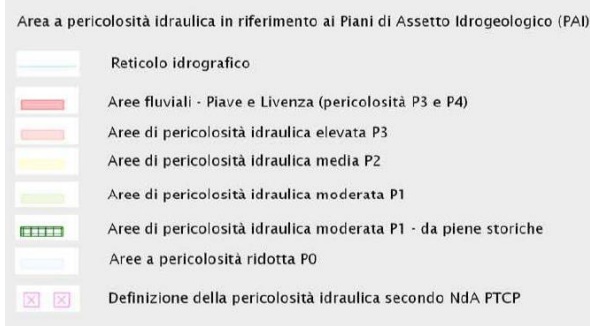 Area a pericolosità idraulica in riferimento ai Piani di Assetto Idrogeologico (PAI)
Reticolo idrografico
Aree fluviali - Piave e Livenza (pericolosità P3 e P4)
Aree di pericolosità idraulica elevata P3
Aree di pericolosità idraulica media P2
Aree di pericolosità idraulica moderata P1
Aree di pericolosità idraulica moderata P1 - da piene storiche
Aree a pericolosità ridotta P0
Definizione della pericolosità idraulica secondo NdA PTCP